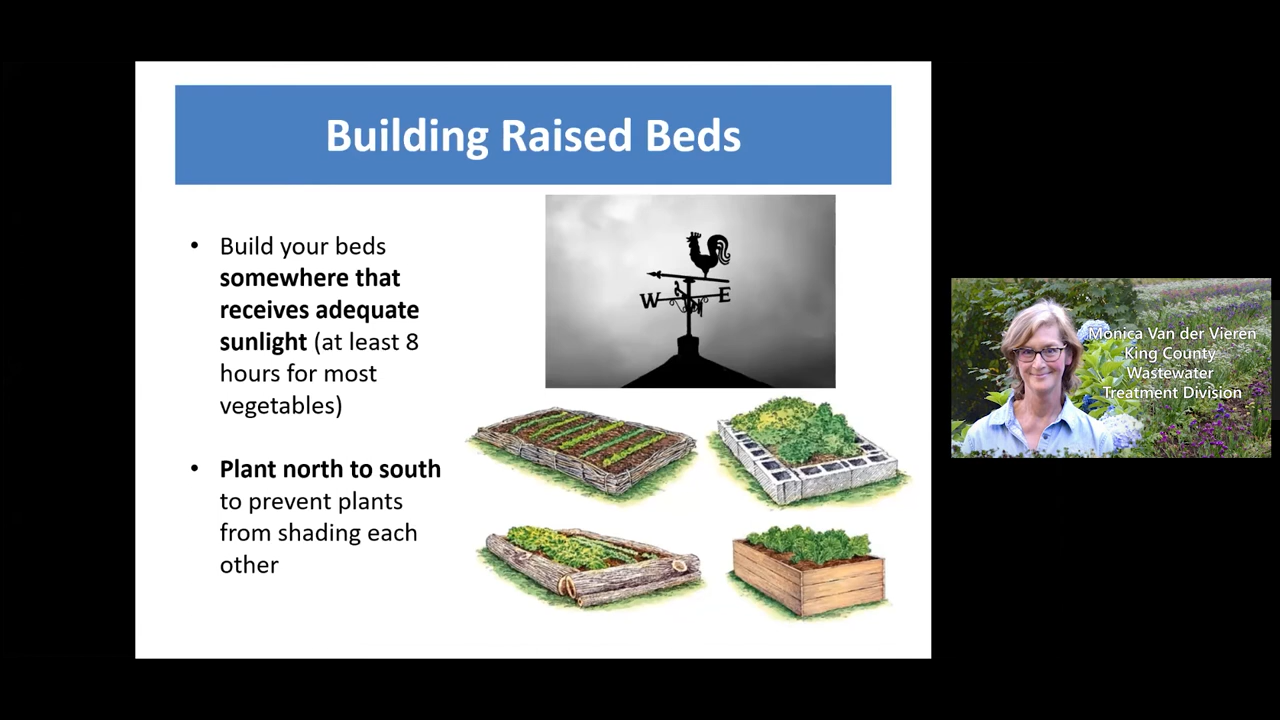 Building Raised Beds
• Build your beds
somewhere that
receives adequate
sunlight (at least 8
hours for most
vegetables)
• Plant north to south
to prevent plants
from shading each
other
W E
Monica Van der Vieren
King County
Wastewater
Treatment Division